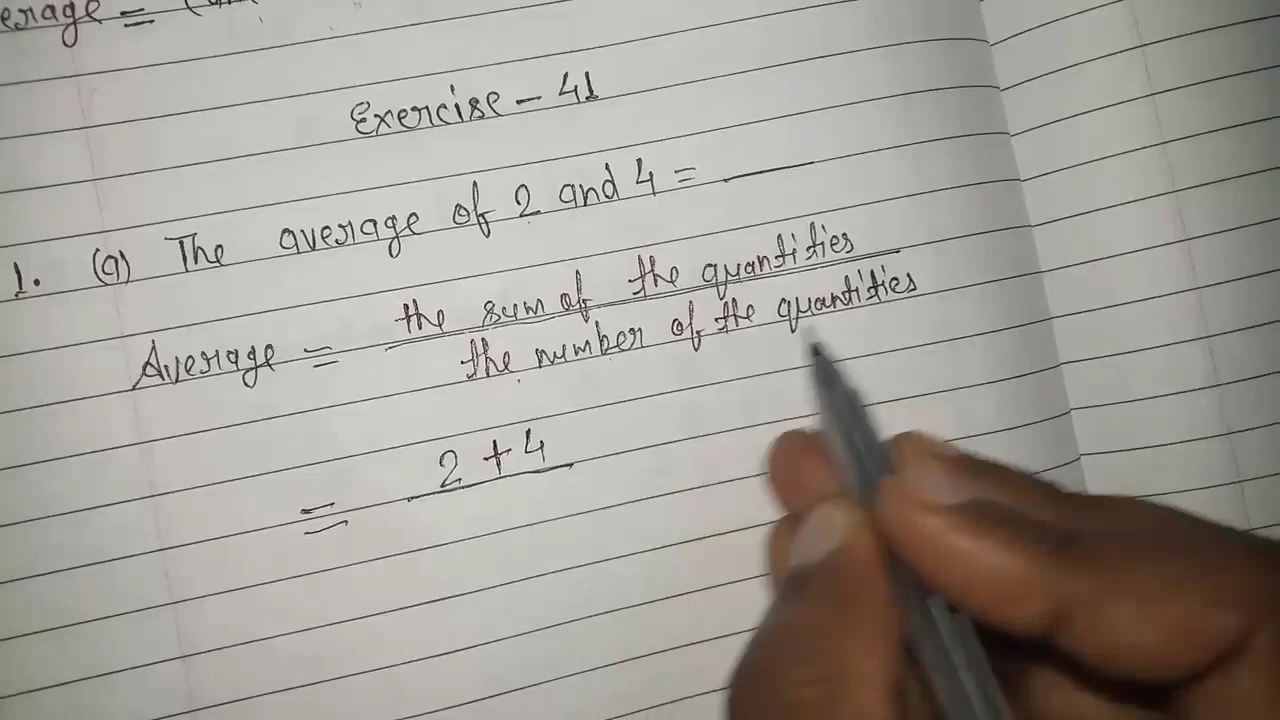 erage =
Exercise - 41
1. (a) The average of 2 and 4 = ___
Average = the sum of the quantities
the number of the quantities
= 2 + 4